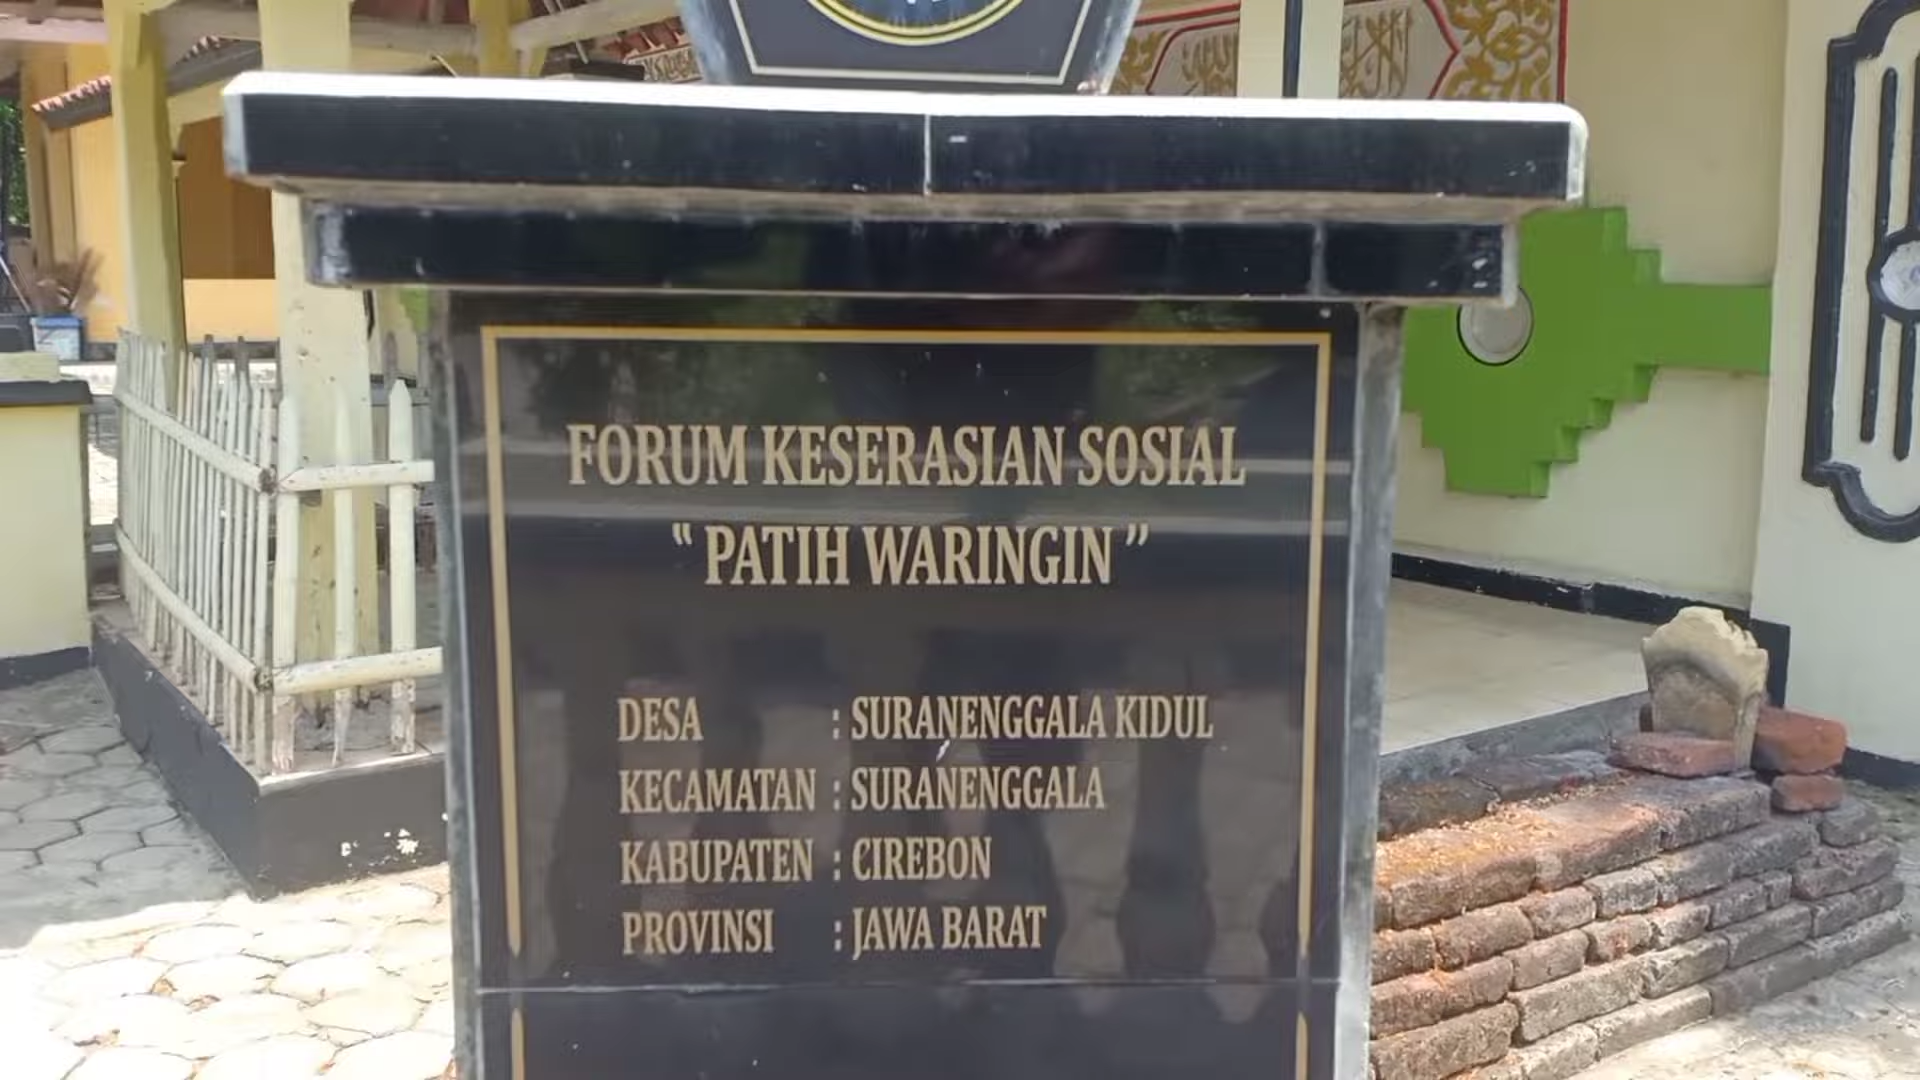 FORUM KESERASIAN SOSIAL
“ PATIH WARINGIN ”
DESA : SURANENGGALA KIDUL
KECAMATAN : SURANENGGALA
KABUPATEN : CIREBON
PROVINSI : JAWA BARAT